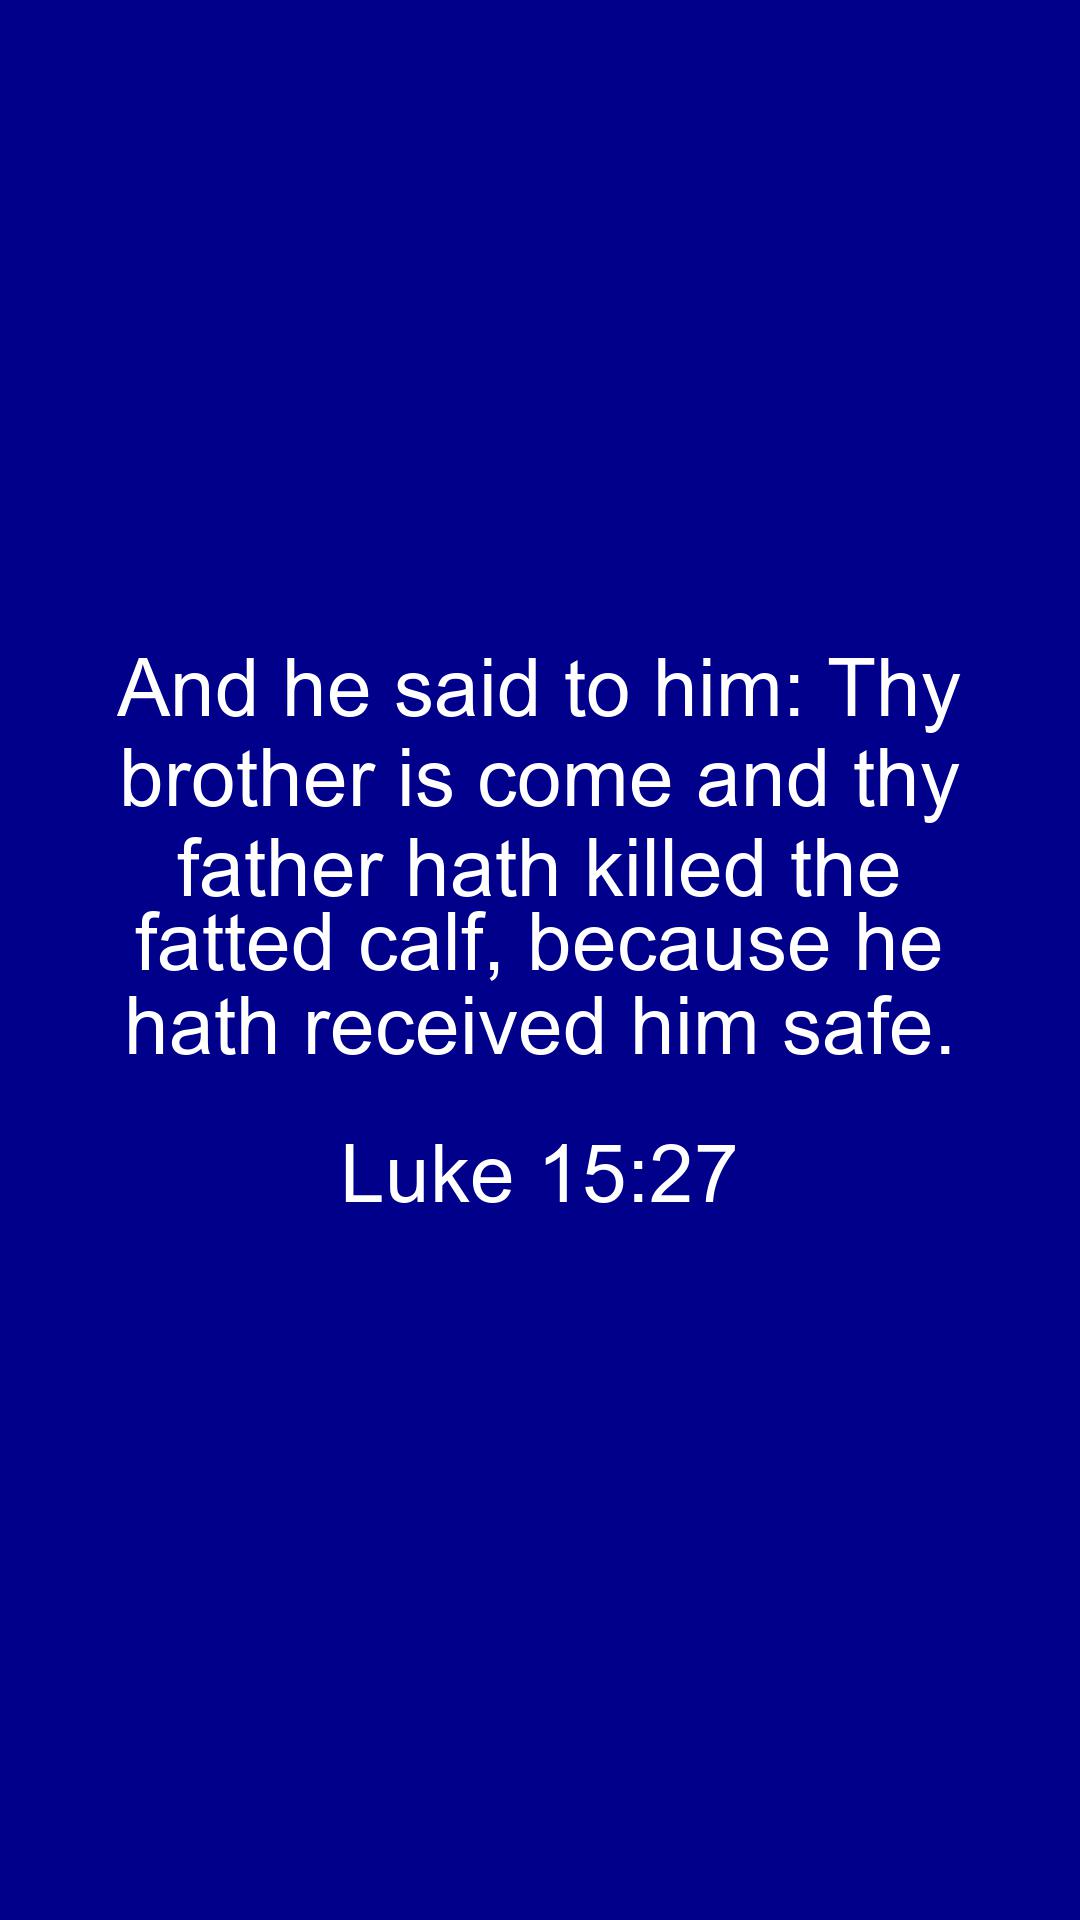 And he said to him: Thy
brother is come and thy
father hath killed the
fatted calf, because he
hath received him safe.
Luke 15:27